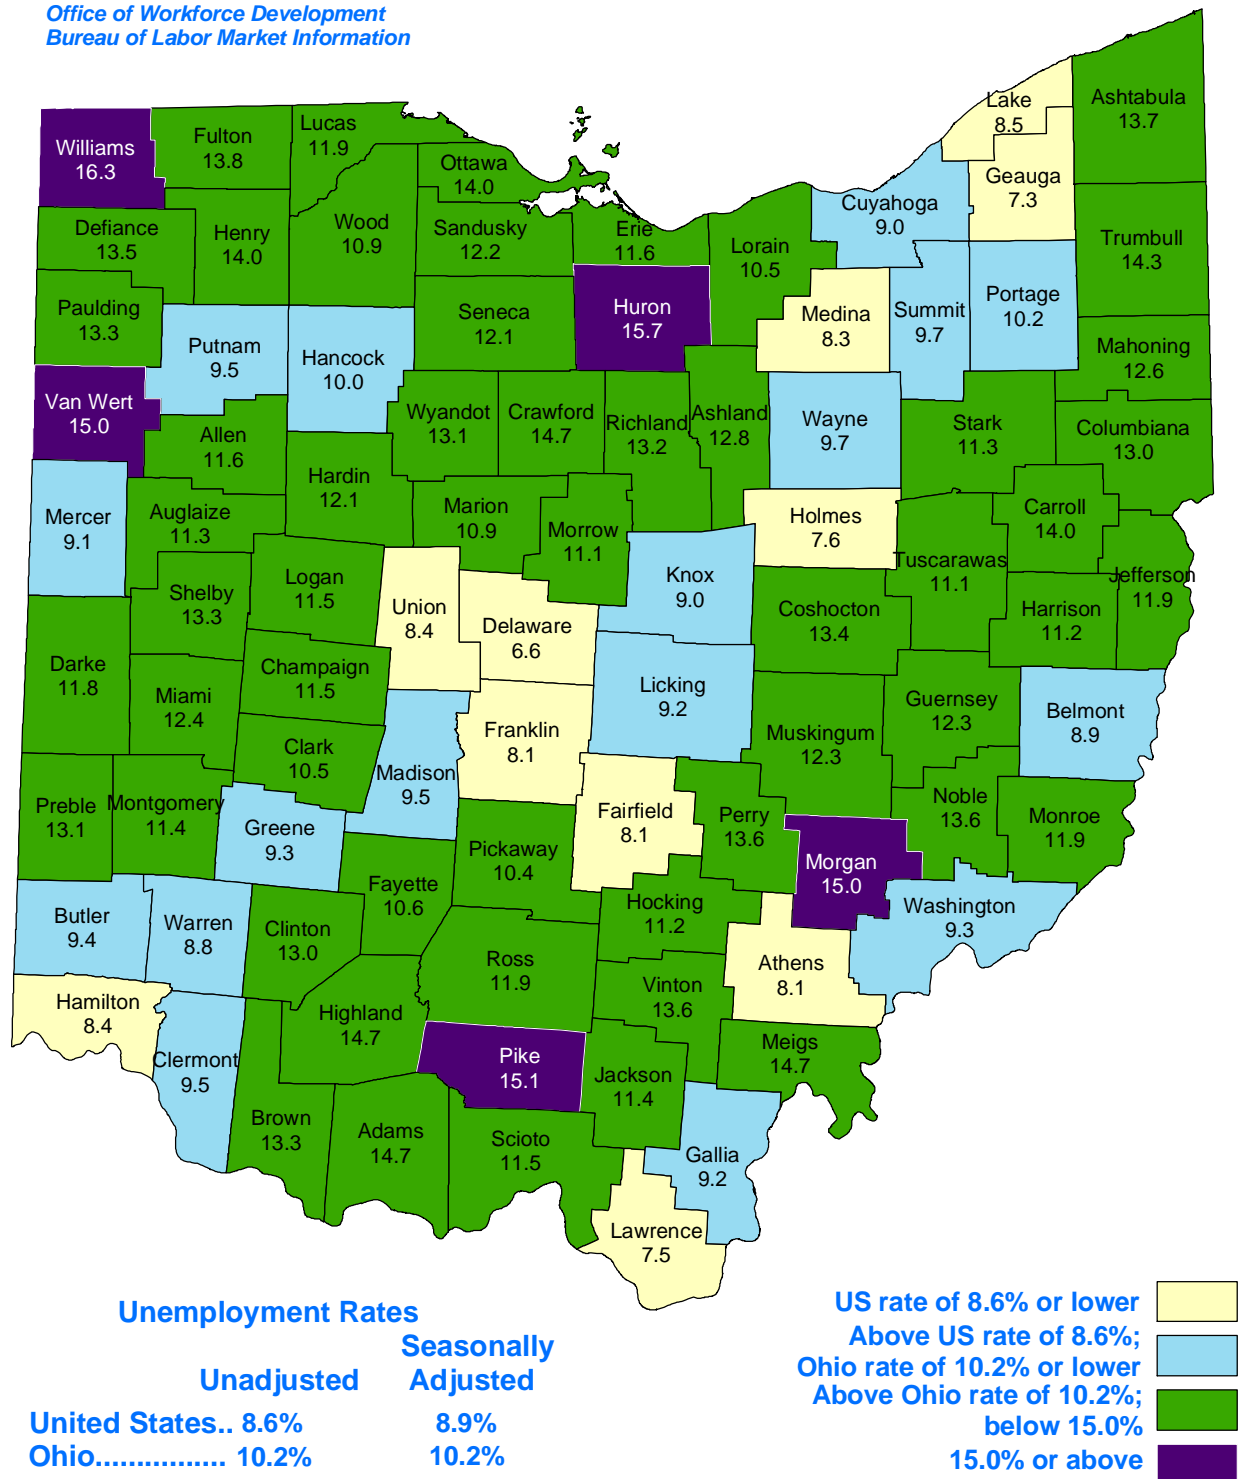 Office of Workforce Development
Bureau of Labor Market Information
Lake
8.5
Ashtabula
13.7
Williams
16.3
Fulton
13.8
Lucas
11.9
Ottawa
14.0
Geauga
7.3
Cuyahoga
9.0
Defiance
13.5
Henry
14.0
Wood
10.9
Sandusky
12.2
Erie
11.6
Lorain
10.5
Trumbull
14.3
Paulding
13.3
Seneca
12.1
Huron
15.7
Medina
8.3
Summit
9.7
Portage
10.2
Putnam
9.5
Hancock
10.0
Mahoning
12.6
Van Wert
15.0
Allen
11.6
Wyandot
13.1
Crawford
14.7
Richland
13.2
Ashland
12.8
Wayne
9.7
Stark
11.3
Columbiana
13.0
Hardin
12.1
Mercer
9.1
Auglaize
11.3
Marion
10.9
Morrow
11.1
Holmes
7.6
Carroll
14.0
Tuscarawas
11.1
Jefferson
11.9
Shelby
13.3
Logan
11.5
Union
8.4
Knox
9.0
Delaware
6.6
Coshocton
13.4
Harrison
11.2
Darke
11.8
Champaign
11.5
Miami
12.4
Licking
9.2
Guernsey
12.3
Belmont
8.9
Clark
10.5
Franklin
8.1
Muskingum
12.3
Madison
9.5
Preble
13.1
Montgomery
11.4
Greene
9.3
Fairfield
8.1
Perry
13.6
Noble
13.6
Monroe
11.9
Pickaway
10.4
Morgan
15.0
Fayette
10.6
Hocking
11.2
Washington
9.3
Butler
9.4
Warren
8.8
Clinton
13.0
Ross
11.9
Athens
8.1
Hamilton
8.4
Highland
14.7
Vinton
13.6
Clermont
9.5
Pike
15.1
Jackson
11.4
Meigs
14.7
Brown
13.3
Adams
14.7
Scioto
11.5
Gallia
9.2
Lawrence
7.5
Unemployment Rates
Seasonally
Unadjusted Adjusted
United States.. 8.6% 8.9%
Ohio................ 10.2% 10.2%
US rate of 8.6% or lower
Above US rate of 8.6%;
Ohio rate of 10.2% or lower
Above Ohio rate of 10.2%;
below 15.0%
15.0% or above